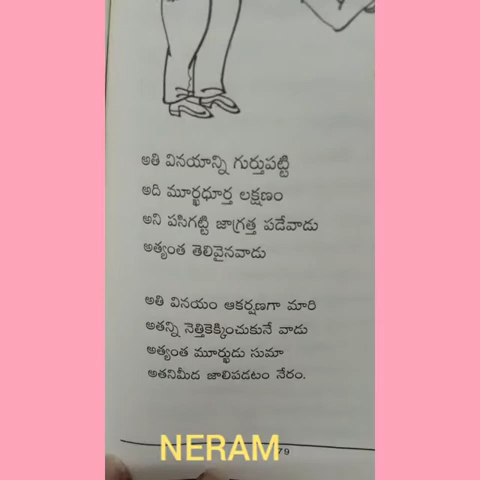 అతి వినయాన్ని గుర్తుపట్టి
అది మూర్ఖధూర్త లక్షణం
అని పసిగట్టి జాగ్రత్త పడేవాడు
అత్యంత తెలివైనవాడు
అతి వినయం ఆకర్షణగా మారి
అతన్ని నెత్తికెక్కించుకునే వాడు
అత్యంత మూర్ఖుడు సుమా
అతనిమీద జాలిపడటం నేరం.
NERAM
79